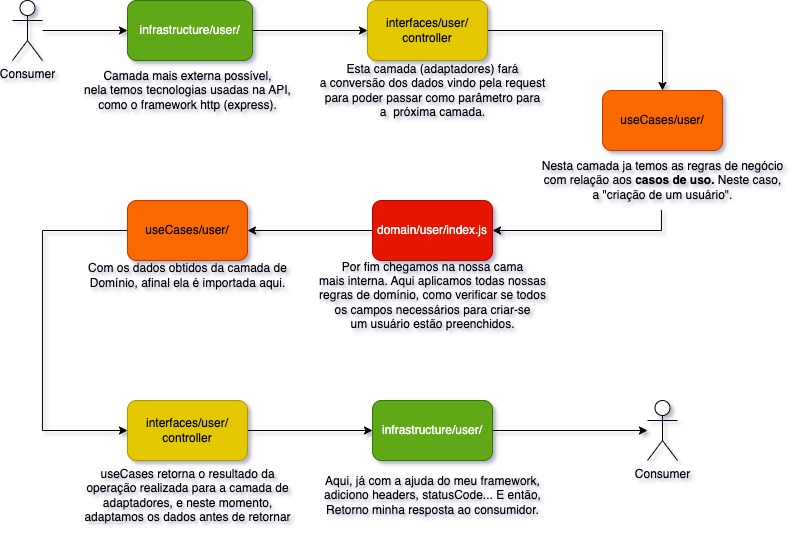 infrastructure/user/
interfaces/user/
controller
Consumer
Camada mais externa possível,
nela temos tecnologias usadas na API,
como o framework http (express).
Esta camada (adaptadores) fará
a conversão dos dados vindo pela request
para poder passar como parâmetro para
a próxima camada.
useCases/user/
Nesta camada ja temos as regras de negócio
com relação aos casos de uso. Neste caso,
a "criação de um usuário".
useCases/user/
domain/user/index.js
Com os dados obtidos da camada de
Domínio, afinal ela é importada aqui.
Por fim chegamos na nossa cama
mais interna. Aqui aplicamos todas nossas
regras de domínio, como verificar se todos
os campos necessários para criar-se
um usuário estão preenchidos.
interfaces/user/
controller
infrastructure/user/
Consumer
useCases retorna o resultado da
operação realizada para a camada de
adaptadores, e neste momento,
adaptamos os dados antes de retornar
Aqui, já com a ajuda do meu framework,
adiciono headers, statusCode... E então,
Retorno minha resposta ao consumidor.